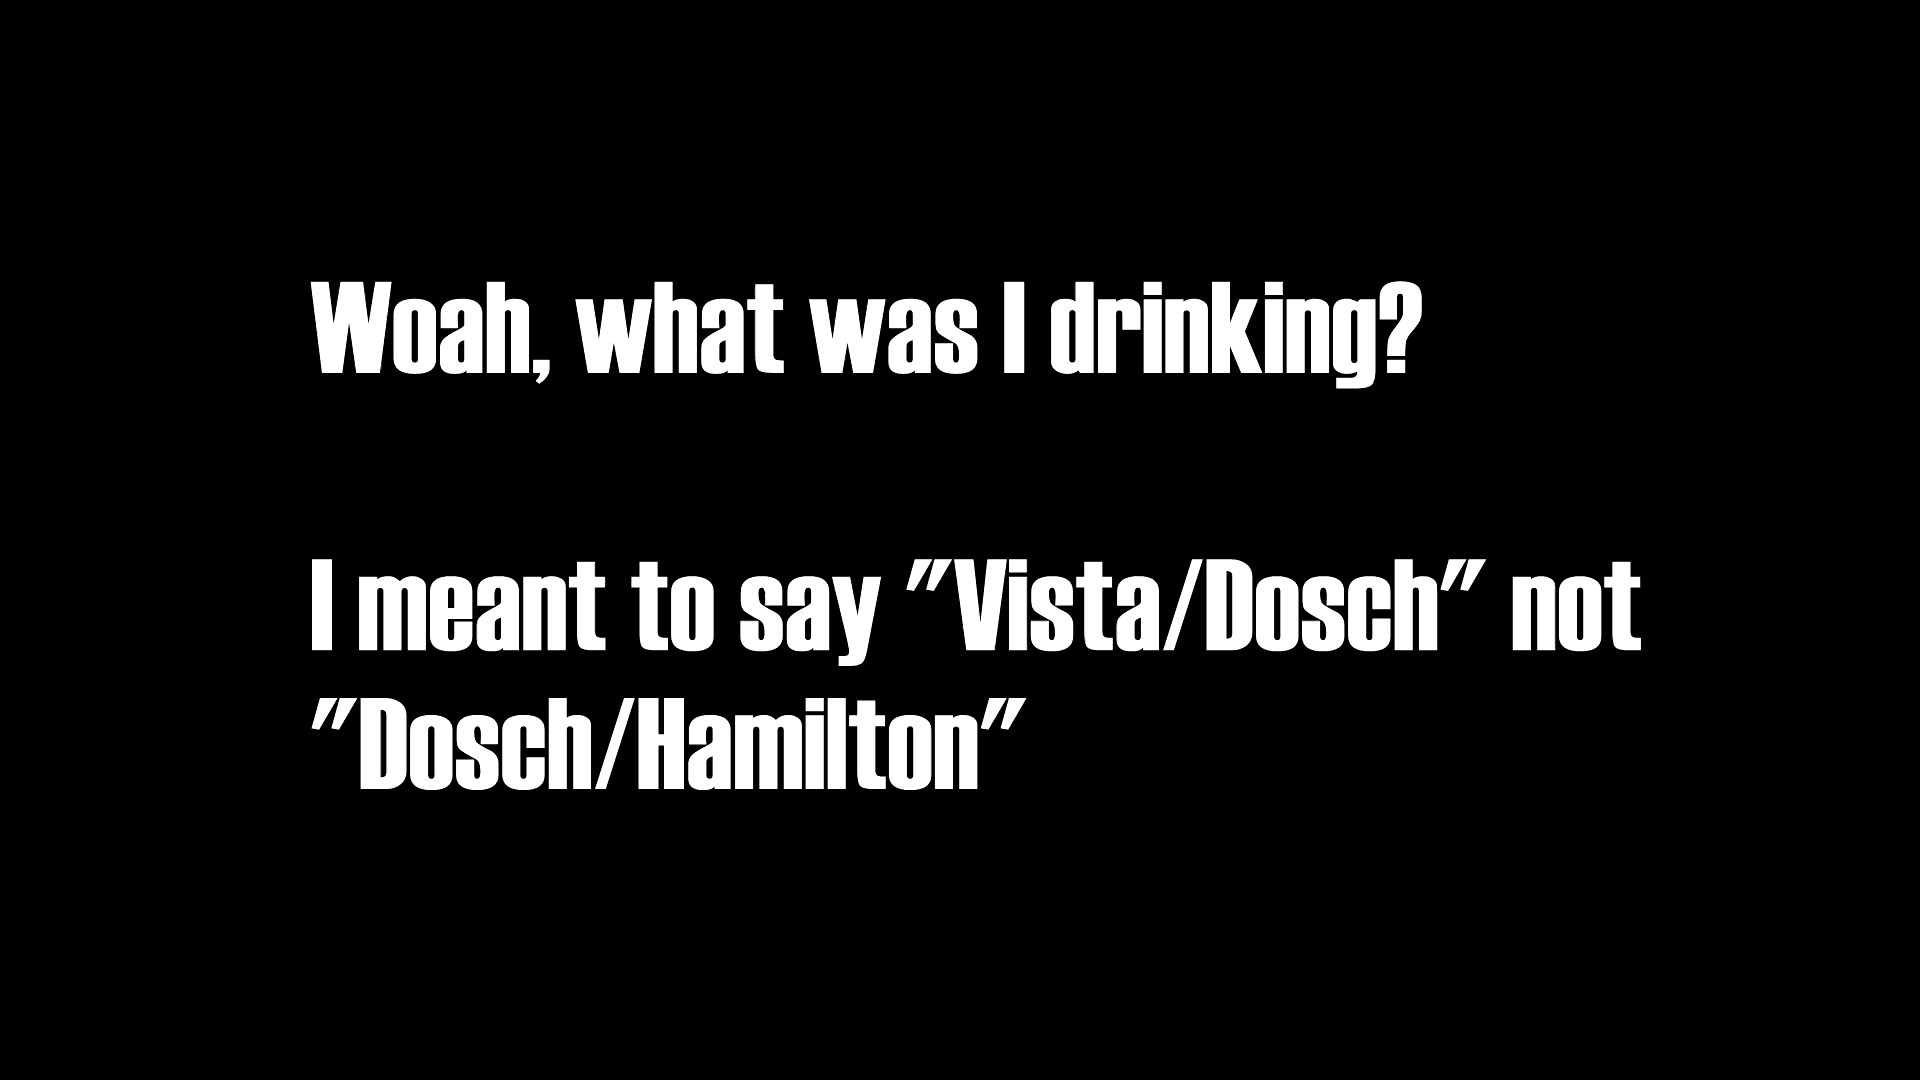 Woah, what was I drinking?
I meant to say "Vista/Dosch" not
"Dosch/Hamilton"